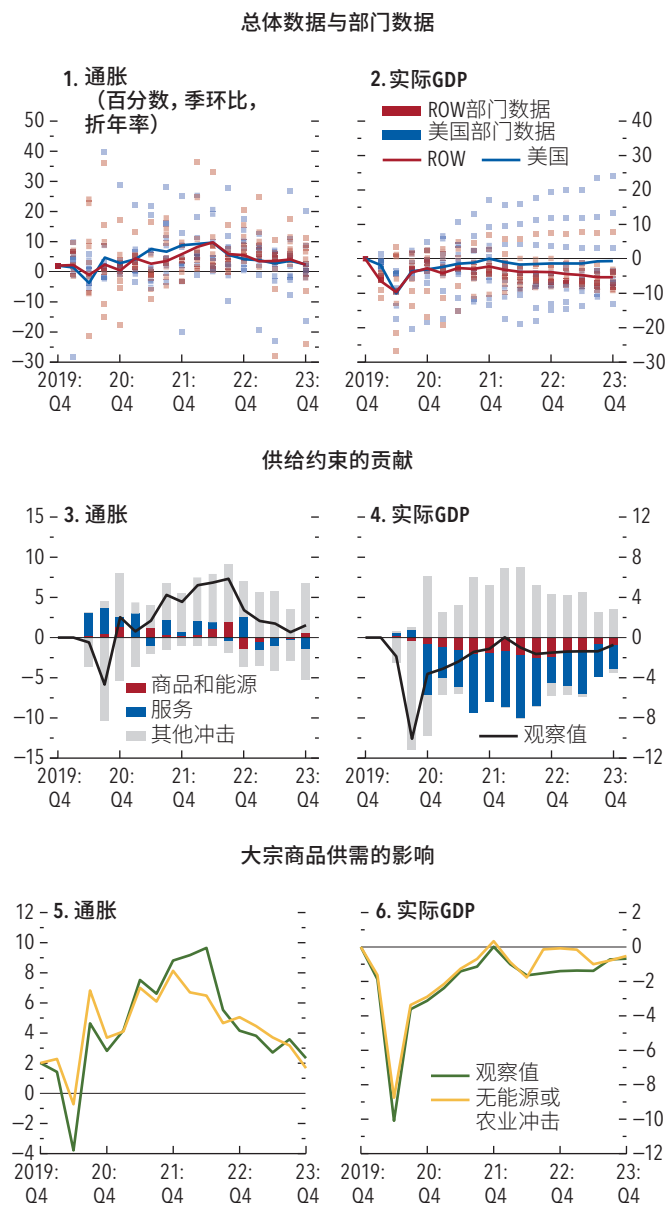 总体数据与部门数据
1. 通胀
（百分数，季环比，
折年率）
50
40
30
20
10
0
−10
−20
−30
2019:
Q4
20:
Q4
21:
Q4
22:
Q4
23:
Q4
2. 实际GDP
ROW部门数据
美国部门数据
ROW
美国
40
30
20
10
0
−10
−20
−30
2019:
Q4
20:
Q4
21:
Q4
22:
Q4
23:
Q4
供给约束的贡献
3. 通胀
15
10
5
0
−5
−10
−15
商品和能源
服务
其他冲击
2019:
Q4
20:
Q4
21:
Q4
22:
Q4
23:
Q4
4. 实际GDP
12
8
4
0
−4
−8
−12
观察值
2019:
Q4
20:
Q4
21:
Q4
22:
Q4
23:
Q4
大宗商品供需的影响
5. 通胀
12
10
8
6
4
2
0
−2
−4
2019:
Q4
20:
Q4
21:
Q4
22:
Q4
23:
Q4
6. 实际GDP
2
0
−2
−4
−6
−8
−10
−12
观察值
无能源或
农业冲击
2019:
Q4
20:
Q4
21:
Q4
22:
Q4
23:
Q4